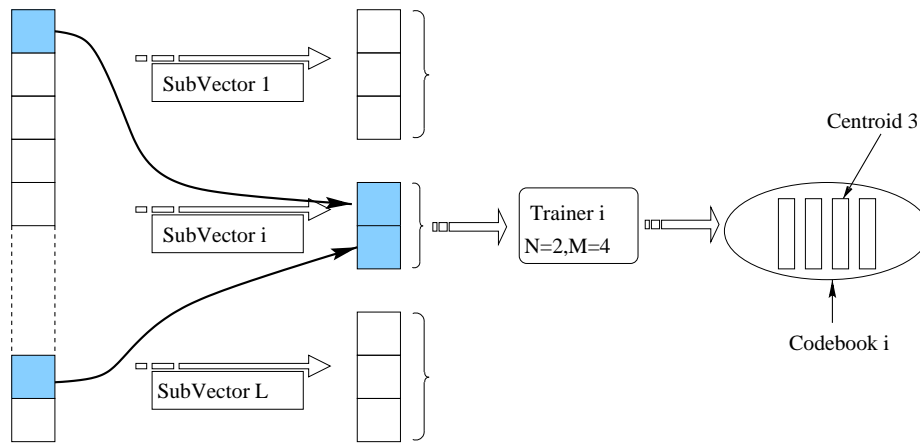 SubVector 1
Centroid 3
SubVector i
Trainer i
N=2,M=4
Codebook i
SubVector L